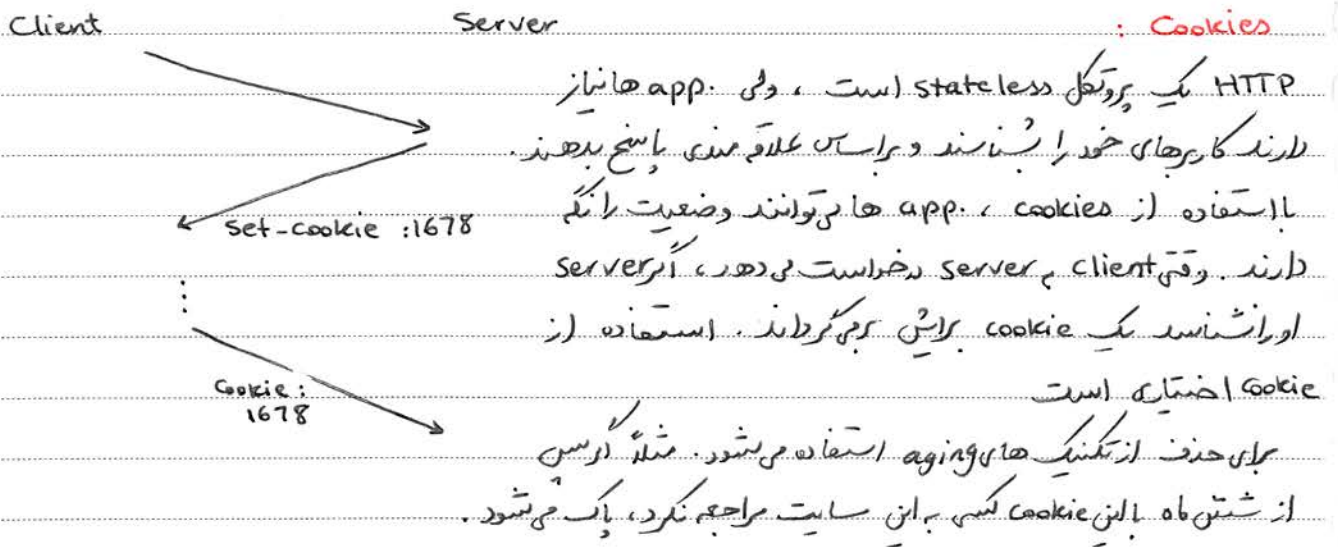 Client Server Cookies :
HTTP یک پروتکل stateless است ، ولی app. ها نیاز
دارند کاربرهای خود را بشناسند و براساس علاقه مندی پاسخ بدهند.
با استفاده از cookies ، app. ها می‌توانند وضعیت را نگه
Set-cookie :1678
دارند . وقتی client به server درخواست می دهد ، اگر server
او را نشناسد یک cookie برایش برمی‌گرداند . استفاده از
cookie اختیاری است
Cookie :
1678
برای حذف از تکنیک های aging استفاده می‌شود. مثلاً اگر پس
از شش ماه با این cookie کسی به این سایت مراجعه نکرد ، پاک می‌شود .